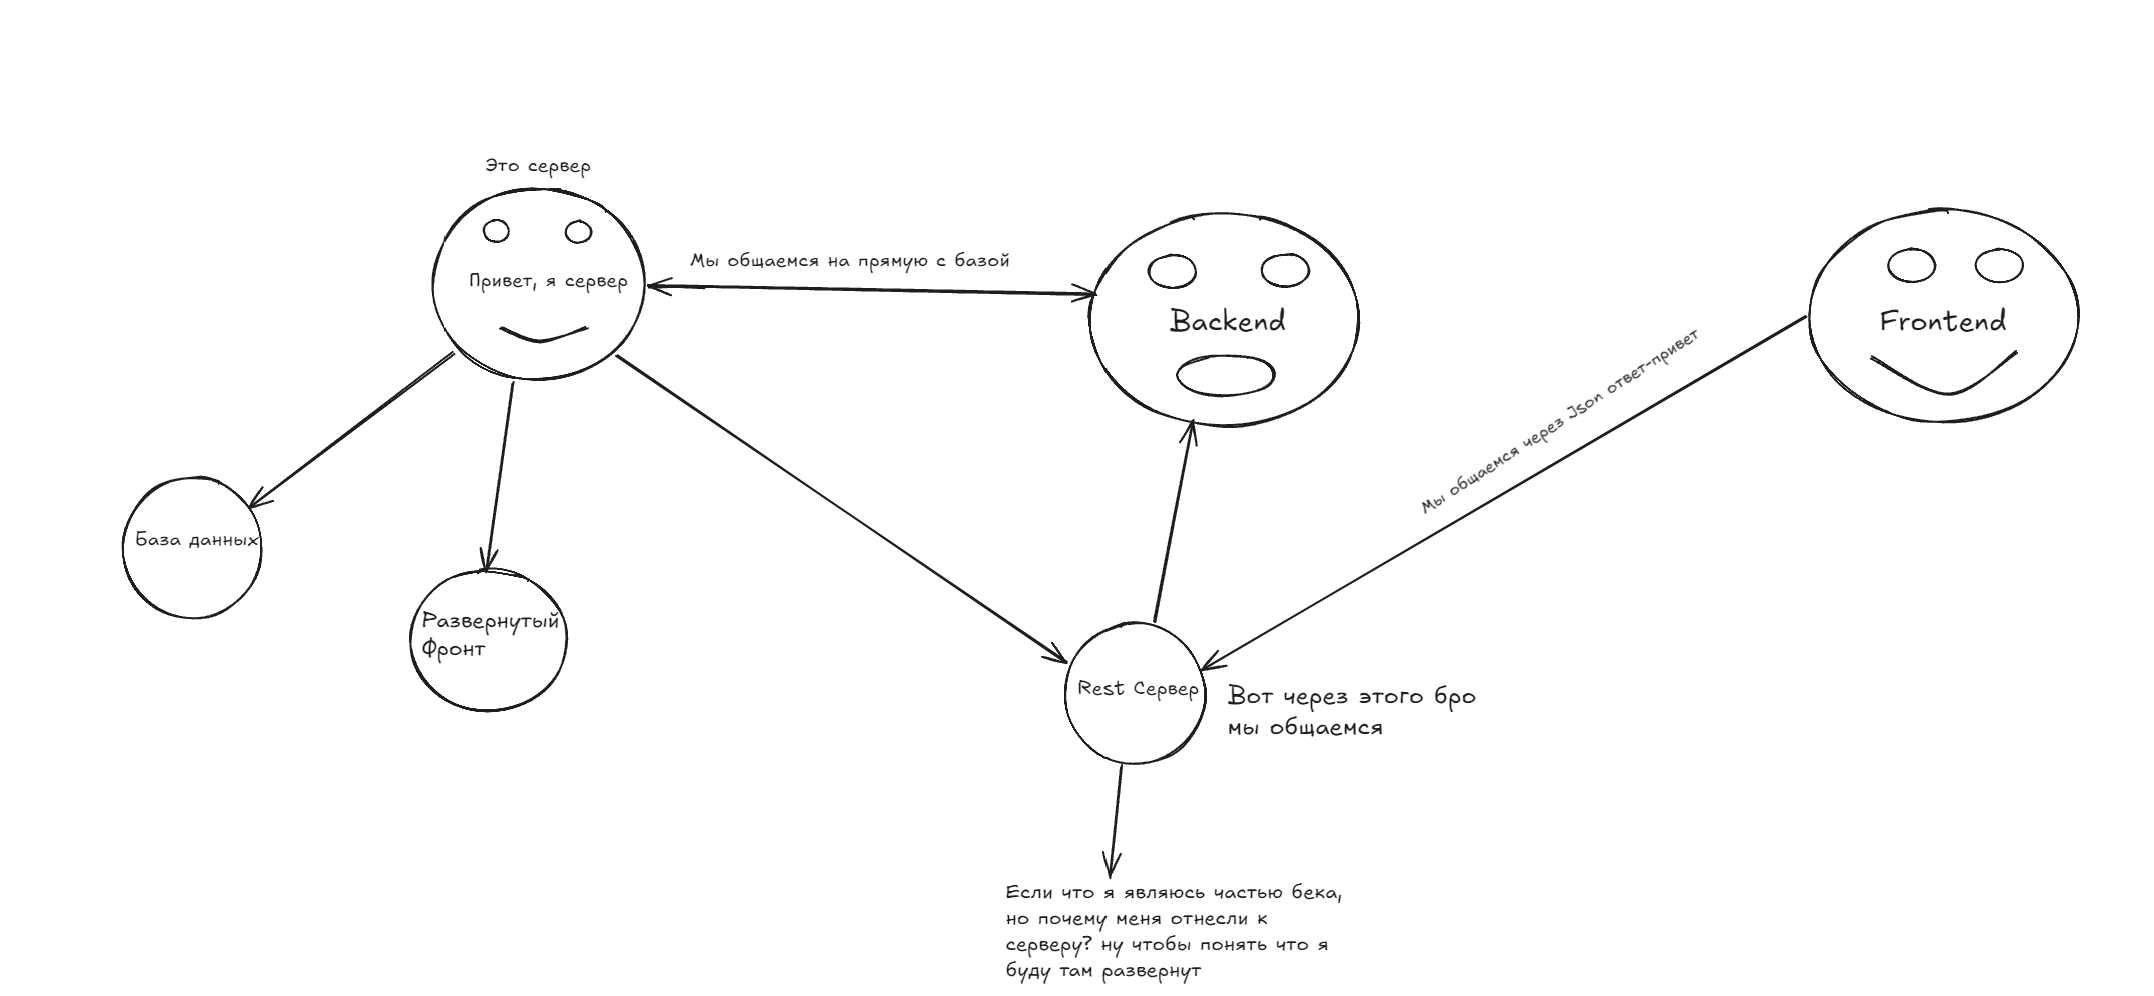 Это сервер
Привет, я сервер
Мы общаемся на прямую с базой
Backend
Frontend
Мы общаемся через Json ответ-привет
База данных
Развернутый
Фронт
Rest Сервер
Вот через этого бро
мы общаемся
Если что я являюсь частью бека,
но почему меня отнесли к
серверу? ну чтобы понять что я
буду там развернут